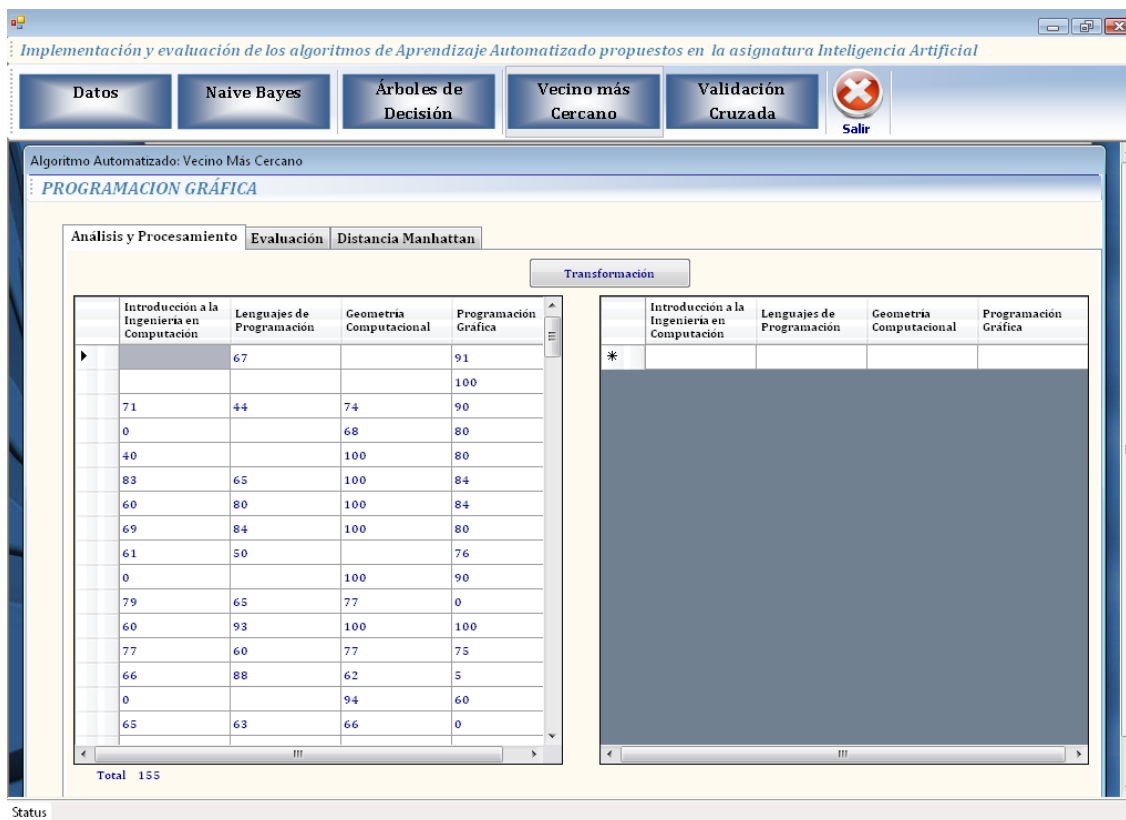 Implementación y evaluación de los algoritmos de Aprendizaje Automatizado propuestos en la asignatura Inteligencia Artificial
Datos
Naive Bayes
Árboles de
Decisión
Vecino más
Cercano
Validación
Cruzada
Salir
Algoritmo Automatizado: Vecino Más Cercano
PROGRAMACION GRÁFICA
Análisis y Procesamiento Evaluación Distancia Manhattan
Transformación
Introducción a la
Ingeniería en
Computación
Lenguajes de
Programación
Geometría
Computacional
Programación
Gráfica
67 91
100
71 44 74 90
0 68 80
40 100 80
83 65 100 84
60 80 100 84
69 84 100 80
61 50 76
0 100 90
79 65 77 0
60 93 100 100
77 60 77 75
66 88 62 5
0 94 60
65 63 66 0
Total 155
Introducción a la
Ingeniería en
Computación
Lenguajes de
Programación
Geometría
Computacional
Programación
Gráfica
Status